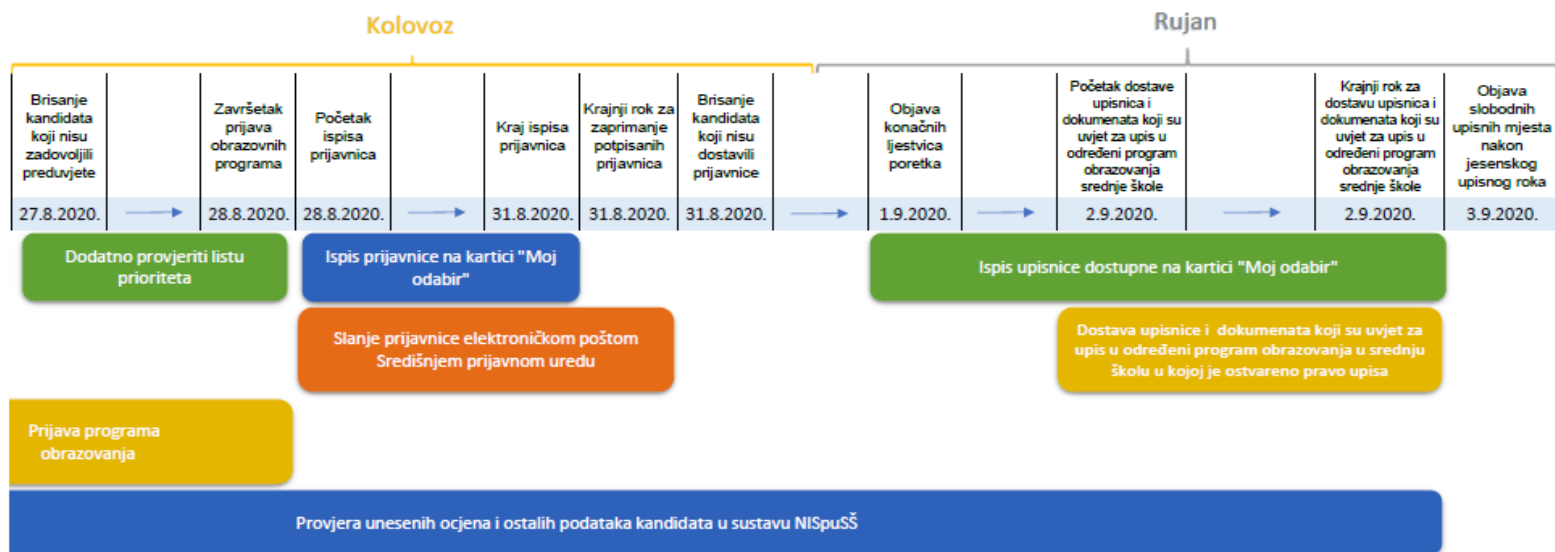 Kolovoz
Rujan
Brisanje
kandidata
koji nisu
zadovoljili
preduvjete
Završetak
prijava
obrazovnih
programa
Početak
ispisa
prijavnica
Kraj ispisa
prijavnica
Krajnji rok za
zaprimanje
potpisanih
prijavnica
Brisanje
kandidata
koji nisu
dostavili
prijavnice
Objava
konačnih
ljestvica
poretka
Početak dostave
upisnica i
dokumenata koji su
uvjet za upis u
određeni program
obrazovanja
srednje škole
Krajnji rok za
dostavu upisnica i
dokumenata koji su
uvjet za upis u
određeni program
obrazovanja
srednje škole
Objava
slobodnih
upisnih mjesta
nakon
jesenskog
upisnog roka
27.8.2020.
28.8.2020.
28.8.2020.
31.8.2020.
31.8.2020.
31.8.2020.
1.9.2020.
2.9.2020.
2.9.2020.
3.9.2020.
Dodatno provjeriti listu
prioriteta
Ispis prijavnice na kartici "Moj
odabir"
Ispis upisnice dostupne na kartici "Moj odabir"
Slanje prijavnice elektroničkom poštom
Središnjem prijavnom uredu
Dostava upisnice i dokumenata koji su uvjet za
upis u određeni program obrazovanja u srednju
školu u kojoj je ostvareno pravo upisa
Prijava programa
obrazovanja
Provjera unesenih ocjena i ostalih podataka kandidata u sustavu NISpuSŠ